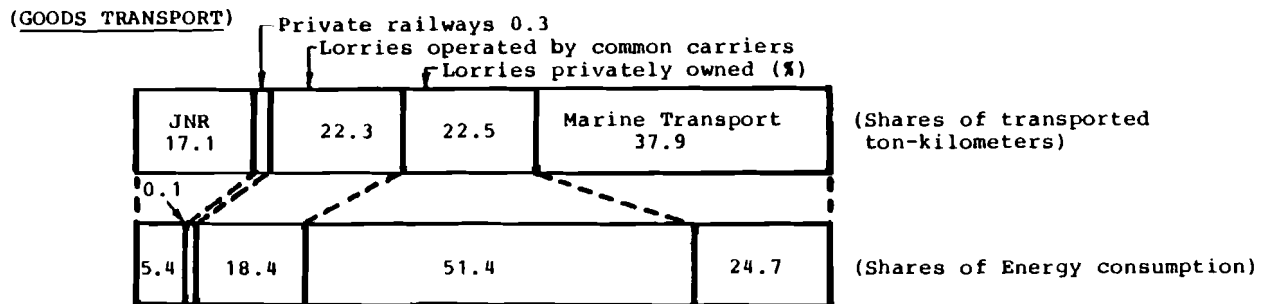 (GOODS TRANSPORT)
Private railways 0.3
Lorries operated by common carriers
Lorries privately owned (%)
JNR
17.1
22.3
22.5
Marine Transport
37.9
(Shares of transported
ton-kilometers)
0.1
5.4
18.4
51.4
24.7
(Shares of Energy consumption)